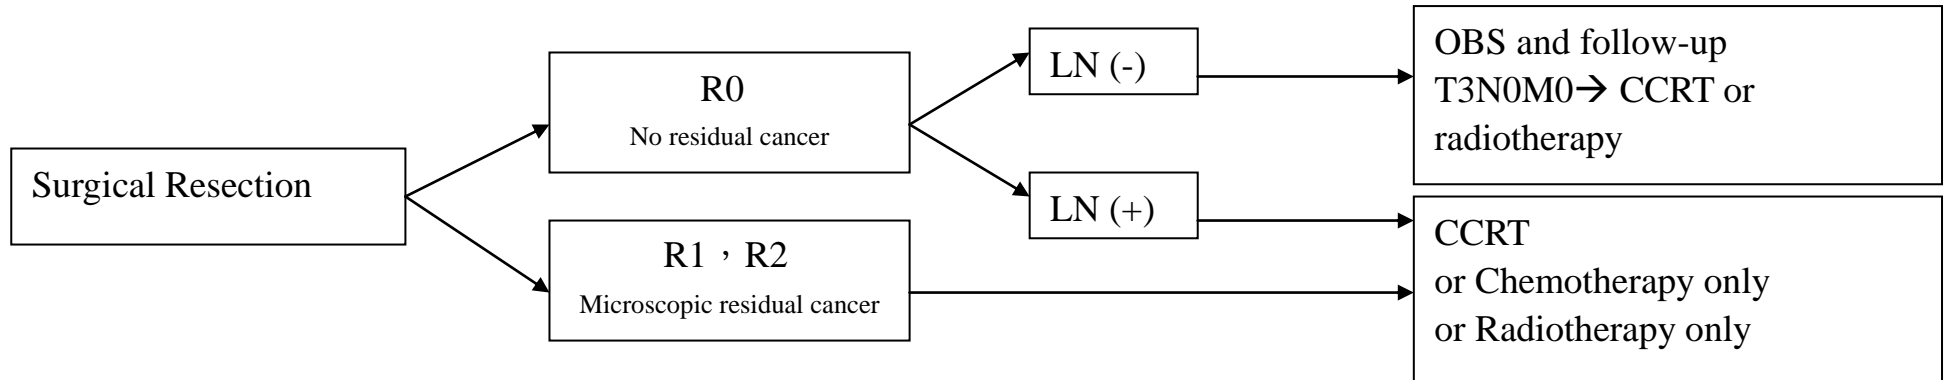 Surgical Resection
R0
No residual cancer
R1，R2
Microscopic residual cancer
LN (-)
LN (+)
OBS and follow-up
T3N0M0→ CCRT or
radiotherapy
CCRT
or Chemotherapy only
or Radiotherapy only